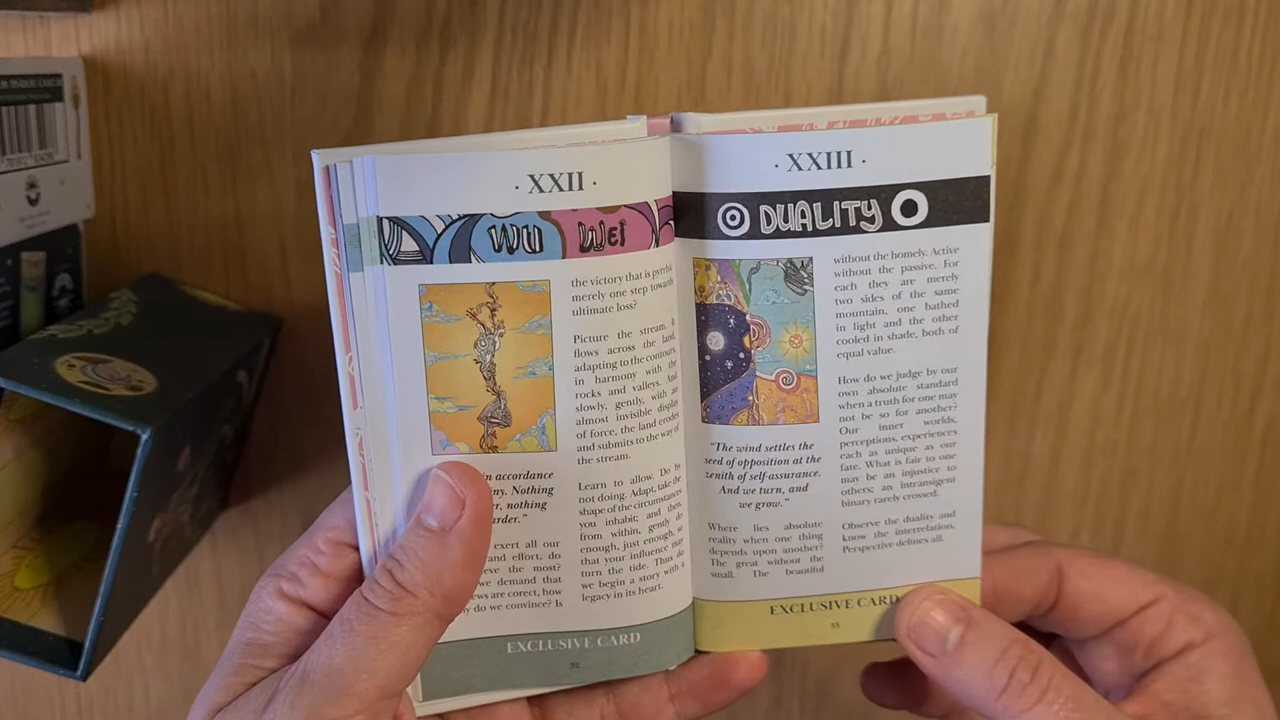 · XXII ·
WU WEI
in accordance
Nothing
nothing
exert all our
and effort, do
the most?
we demand that
are corect, how
do we convince? Is
the victory that is pyrrhic
merely one step towards
ultimate loss?
Picture the stream. It
flows across the land,
adapting to the contours,
in harmony with the
rocks and valleys. And
slowly, gently, with an
almost invisible display
of force, the land erodes
and submits to the way of
the stream.
Learn to allow. Do by
not doing. Adapt, take the
shape of the circumstances
you inhabit; and then,
from within, gently do
enough, just enough, so
that your influence may
turn the tide. Thus do
we begin a story with a
legacy in its heart.
EXCLUSIVE CARD
52
· XXIII ·
DUALITY
"The wind settles the
seed of opposition at the
zenith of self-assurance.
And we turn, and
we grow."
Where lies absolute
reality when one thing
depends upon another?
The great without the
small. The beautiful
without the homely. Active
without the passive. For
each they are merely
two sides of the same
mountain, one bathed
in light and the other
cooled in shade, both of
equal value.
How do we judge by our
own absolute standard
when a truth for one may
not be so for another?
Our inner worlds,
perceptions, experiences
each as unique as our
fate. What is fair to one
may be an injustice to
others; an intransigent
binary rarely crossed.
Observe the duality and
know the interrelation.
Perspective defines all.
EXCLUSIVE CARD
53